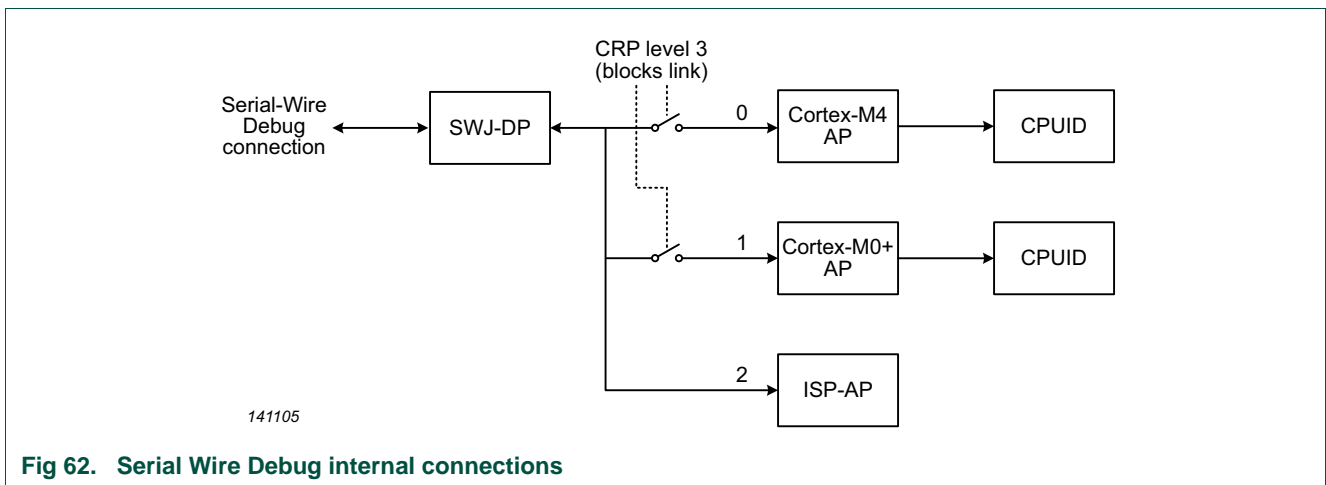 CRP level 3
(blocks link)
Serial-Wire
Debug
connection
SWJ-DP
0
Cortex-M4
AP
CPUID
1
Cortex-M0+
AP
CPUID
2
ISP-AP
141105
Fig 62. Serial Wire Debug internal connections